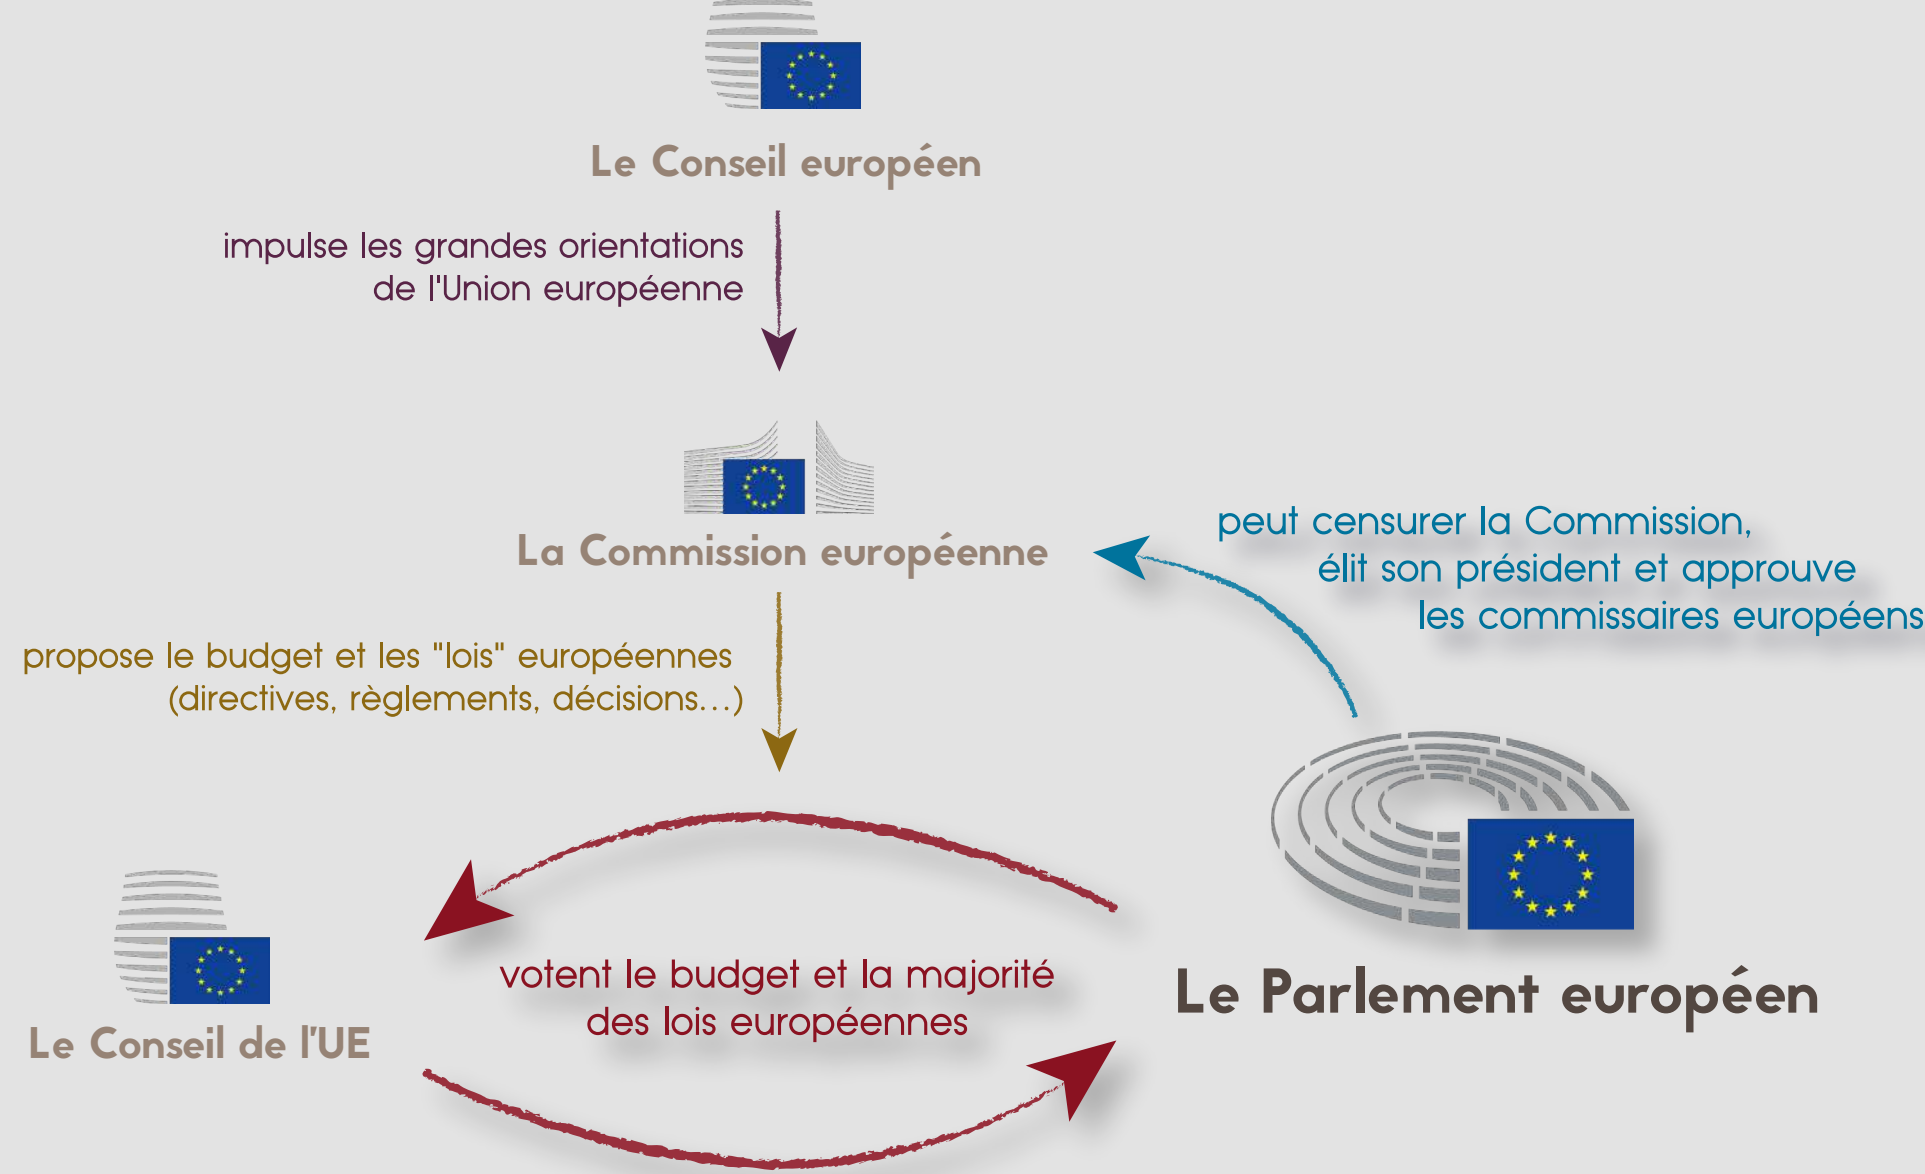 Le Conseil européen
impulse les grandes orientations
de l'Union européenne
La Commission européenne
peut censurer la Commission,
élit son président et approuve
les commissaires européens
propose le budget et les "lois" européennes
(directives, règlements, décisions...)
votent le budget et la majorité
des lois européennes
Le Conseil de l'UE
Le Parlement européen